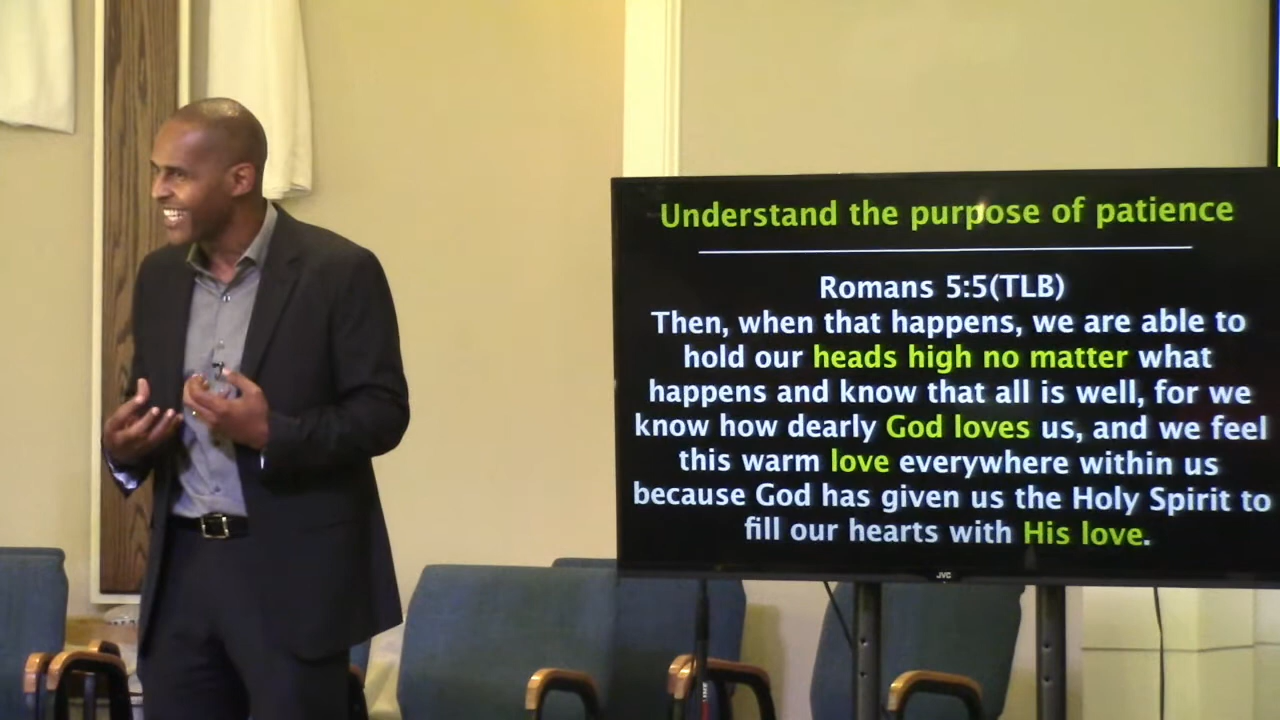 Understand the purpose of patience
Romans 5:5(TLB)
Then, when that happens, we are able to
hold our heads high no matter what
happens and know that all is well, for we
know how dearly God loves us, and we feel
this warm love everywhere within us
because God has given us the Holy Spirit to
fill our hearts with His love.
JVC